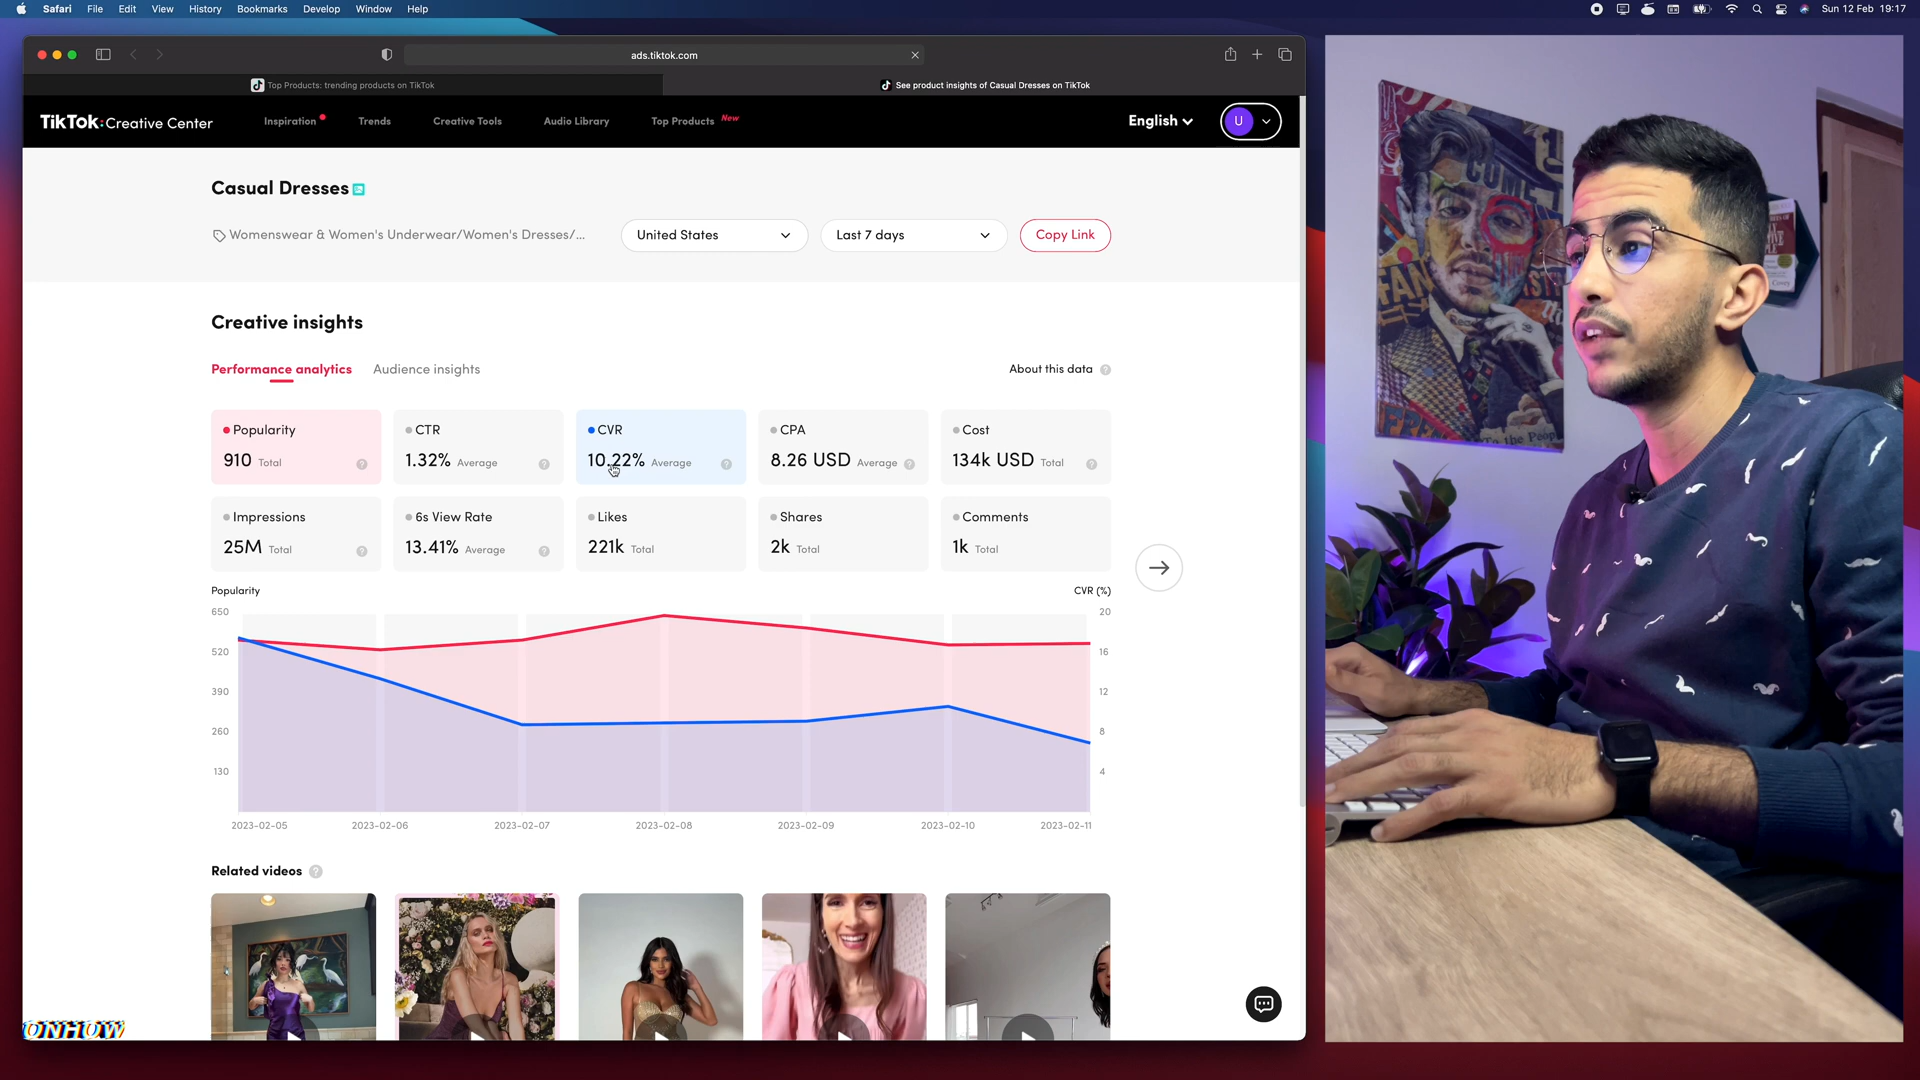 Safari File Edit View History Bookmarks Develop Window Help
Sun 12 Feb 19:17
ads.tiktok.com
Top Products: trending products on TikTok
See product insights of Casual Dresses on TikTok
TikTok: Creative Center
Inspiration Trends Creative Tools Audio Library Top Products New
English
U
Casual Dresses
Womenswear & Women's Underwear/Women's Dresses/...
United States
Last 7 days
Copy Link
Creative insights
Performance analytics Audience insights
About this data ?
Popularity CTR CVR CPA Cost
910 Total ? 1.32% Average ? 10.22% Average ? 8.26 USD Average ? 134k USD Total ?
Impressions 6s View Rate Likes Shares Comments
25M Total ? 13.41% Average ? 221k Total 2k Total 1k Total
Popularity CVR (%)
650 20
520 16
390 12
260 8
130 4
2023-02-05 2023-02-06 2023-02-07 2023-02-08 2023-02-09 2023-02-10 2023-02-11
Related videos ?
ONHOW
COME
FAN
to the People